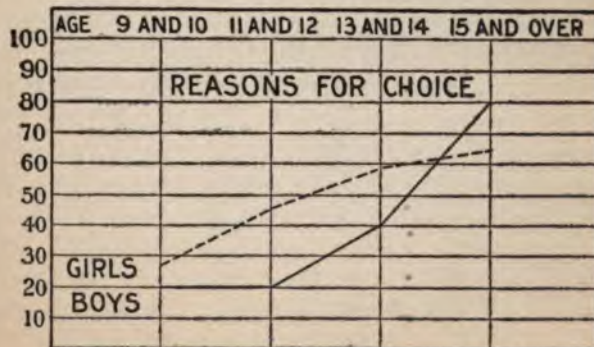 AGE 9 AND 10 11 AND 12 13 AND 14 15 AND OVER
100
90
REASONS FOR CHOICE
80
70
60
50
40
30
GIRLS
20
BOYS
10